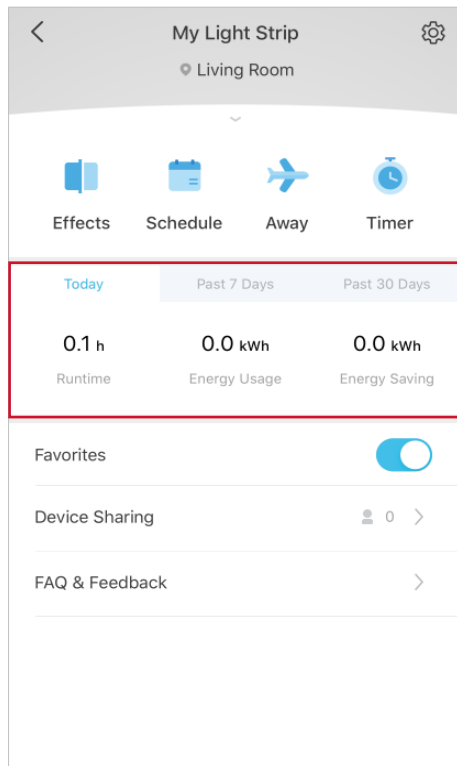 My Light Strip
Living Room
Effects Schedule Away Timer
Today Past 7 Days Past 30 Days
0.1 h 0.0 kWh 0.0 kWh
Runtime Energy Usage Energy Saving
Favorites
Device Sharing 0
FAQ & Feedback